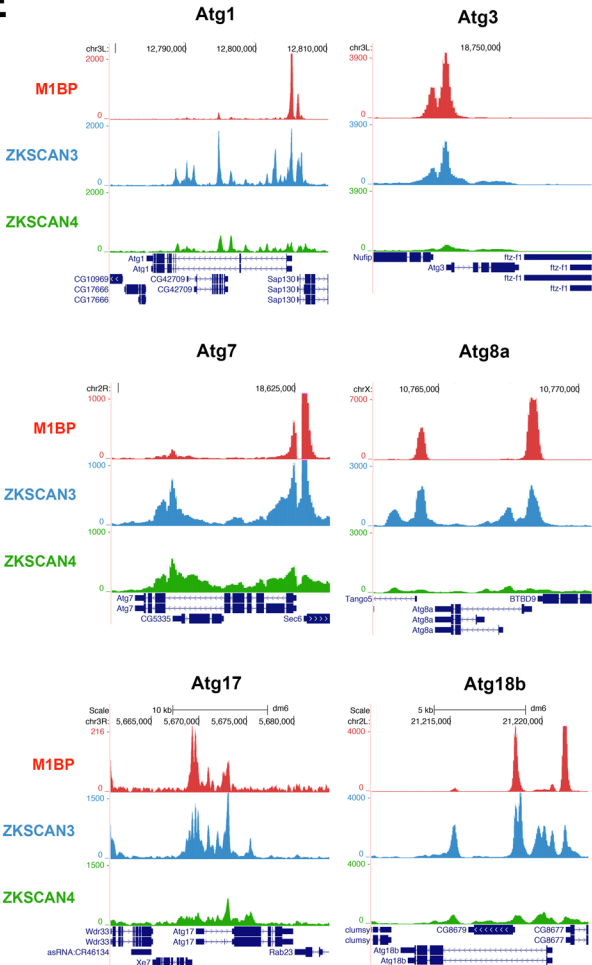 Atg1
chr3L: 12,790,000 12,800,000 12,810,000
M1BP
2000
0
ZKSCAN3
2000
0
ZKSCAN4
2000
0
Atg1
Atg1
CG10969 CG42709 Sap130
CG17666 CG42709 Sap130
CG17666 Sap130
Atg3
chr3L: 18,750,000
3900
0
3900
0
3900
0
Nufip ftz-f1
Atg3 ftz-f1
ftz-f1
ftz-f1
Atg7
chr2R: 18,625,000
M1BP
1000
0
ZKSCAN3
1000
0
ZKSCAN4
1000
0
Atg7
Atg7
CG5335 Sec6
Atg8a
chrX: 10,765,000 10,770,000
7000
0
3000
0
3000
0
Tango5 BTBD9
Atg8a
Atg8a
Atg8a
Atg17
Scale 10 kb dm6
chr3R: 5,665,000 5,670,000 5,675,000 5,680,000
M1BP
216
0
ZKSCAN3
1500
0
ZKSCAN4
1500
0
Wdr33 Atg17
Wdr33 Atg17
asRNA:CR46134 Rab23
Xe7
Atg18b
Scale 5 kb dm6
chr2L: 21,215,000 21,220,000
4000
0
4000
0
4000
0
clumsy CG8679 CG8677
clumsy CG8677
Atg18b
Atg18b